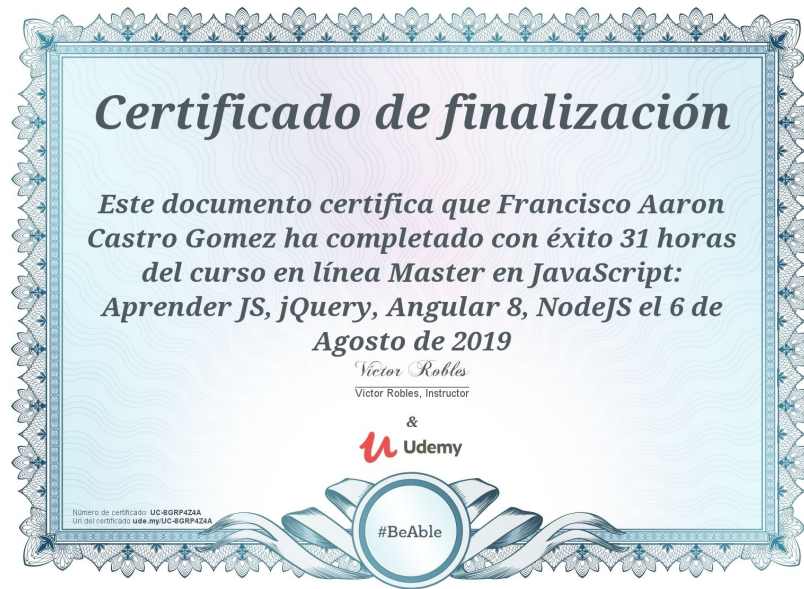 Certificado de finalización
Este documento certifica que Francisco Aaron
Castro Gomez ha completado con éxito 31 horas
del curso en línea Master en JavaScript:
Aprender JS, jQuery, Angular 8, NodeJS el 6 de
Agosto de 2019
Víctor Robles
Víctor Robles, Instructor
&
Udemy
Número de certificado: UC-8GRP4Z4A
Url del certificado ude.my/UC-8GRP4Z4A
#BeAble